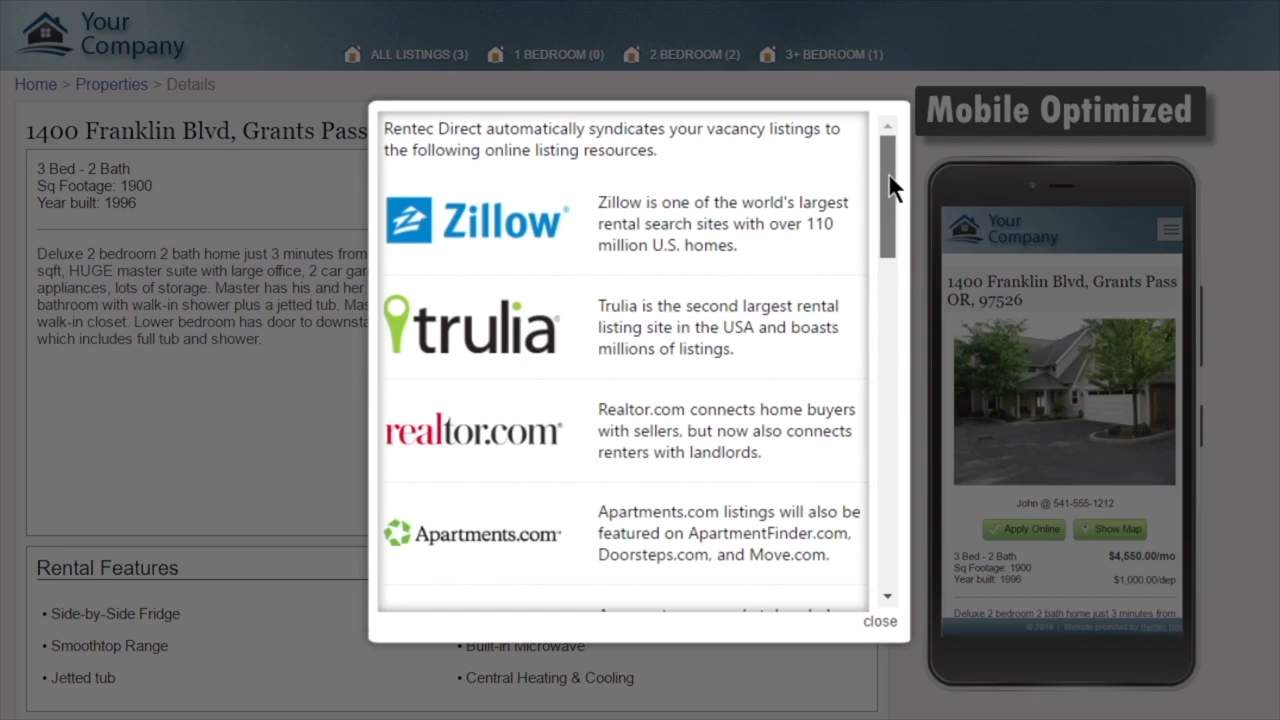 Your
Company
ALL LISTINGS (3)
1 BEDROOM (0)
2 BEDROOM (2)
3+ BEDROOM (1)
Home > Properties > Details
1400 Franklin Blvd, Grants Pass
3 Bed - 2 Bath
Sq Footage: 1900
Year built: 1996
Deluxe 2 bedroom 2 bath home just 3 minutes from
sqft, HUGE master suite with large office, 2 car
appliances, lots of storage. Master has his and her
bathroom with walk-in shower plus a jetted tub.
walk-in closet. Lower bedroom has door to
which includes full tub and shower.
Rental Features
• Side-by-Side Fridge
• Smoothtop Range
• Jetted tub
• Built-in Microwave
• Central Heating & Cooling
Rentec Direct automatically syndicates your vacancy listings to
the following online listing resources.
Zillow
Zillow is one of the world's largest
rental search sites with over 110
million U.S. homes.
trulia
Trulia is the second largest rental
listing site in the USA and boasts
millions of listings.
realtor.com
Realtor.com connects home buyers
with sellers, but now also connects
renters with landlords.
Apartments.com
Apartments.com listings will also be
featured on ApartmentFinder.com,
Doorsteps.com, and Move.com.
close
Mobile Optimized
Your
Company
1400 Franklin Blvd, Grants Pass
OR, 97526
John @ 541-555-1212
Apply Online
Show Map
3 Bed - 2 Bath
$4,550.00/mo
Sq Footage: 1900
Year built: 1996
$1,000.00/dep
Deluxe 2 bedroom 2 bath home just 3 minutes from
© 2016 | Website provided by Rentec